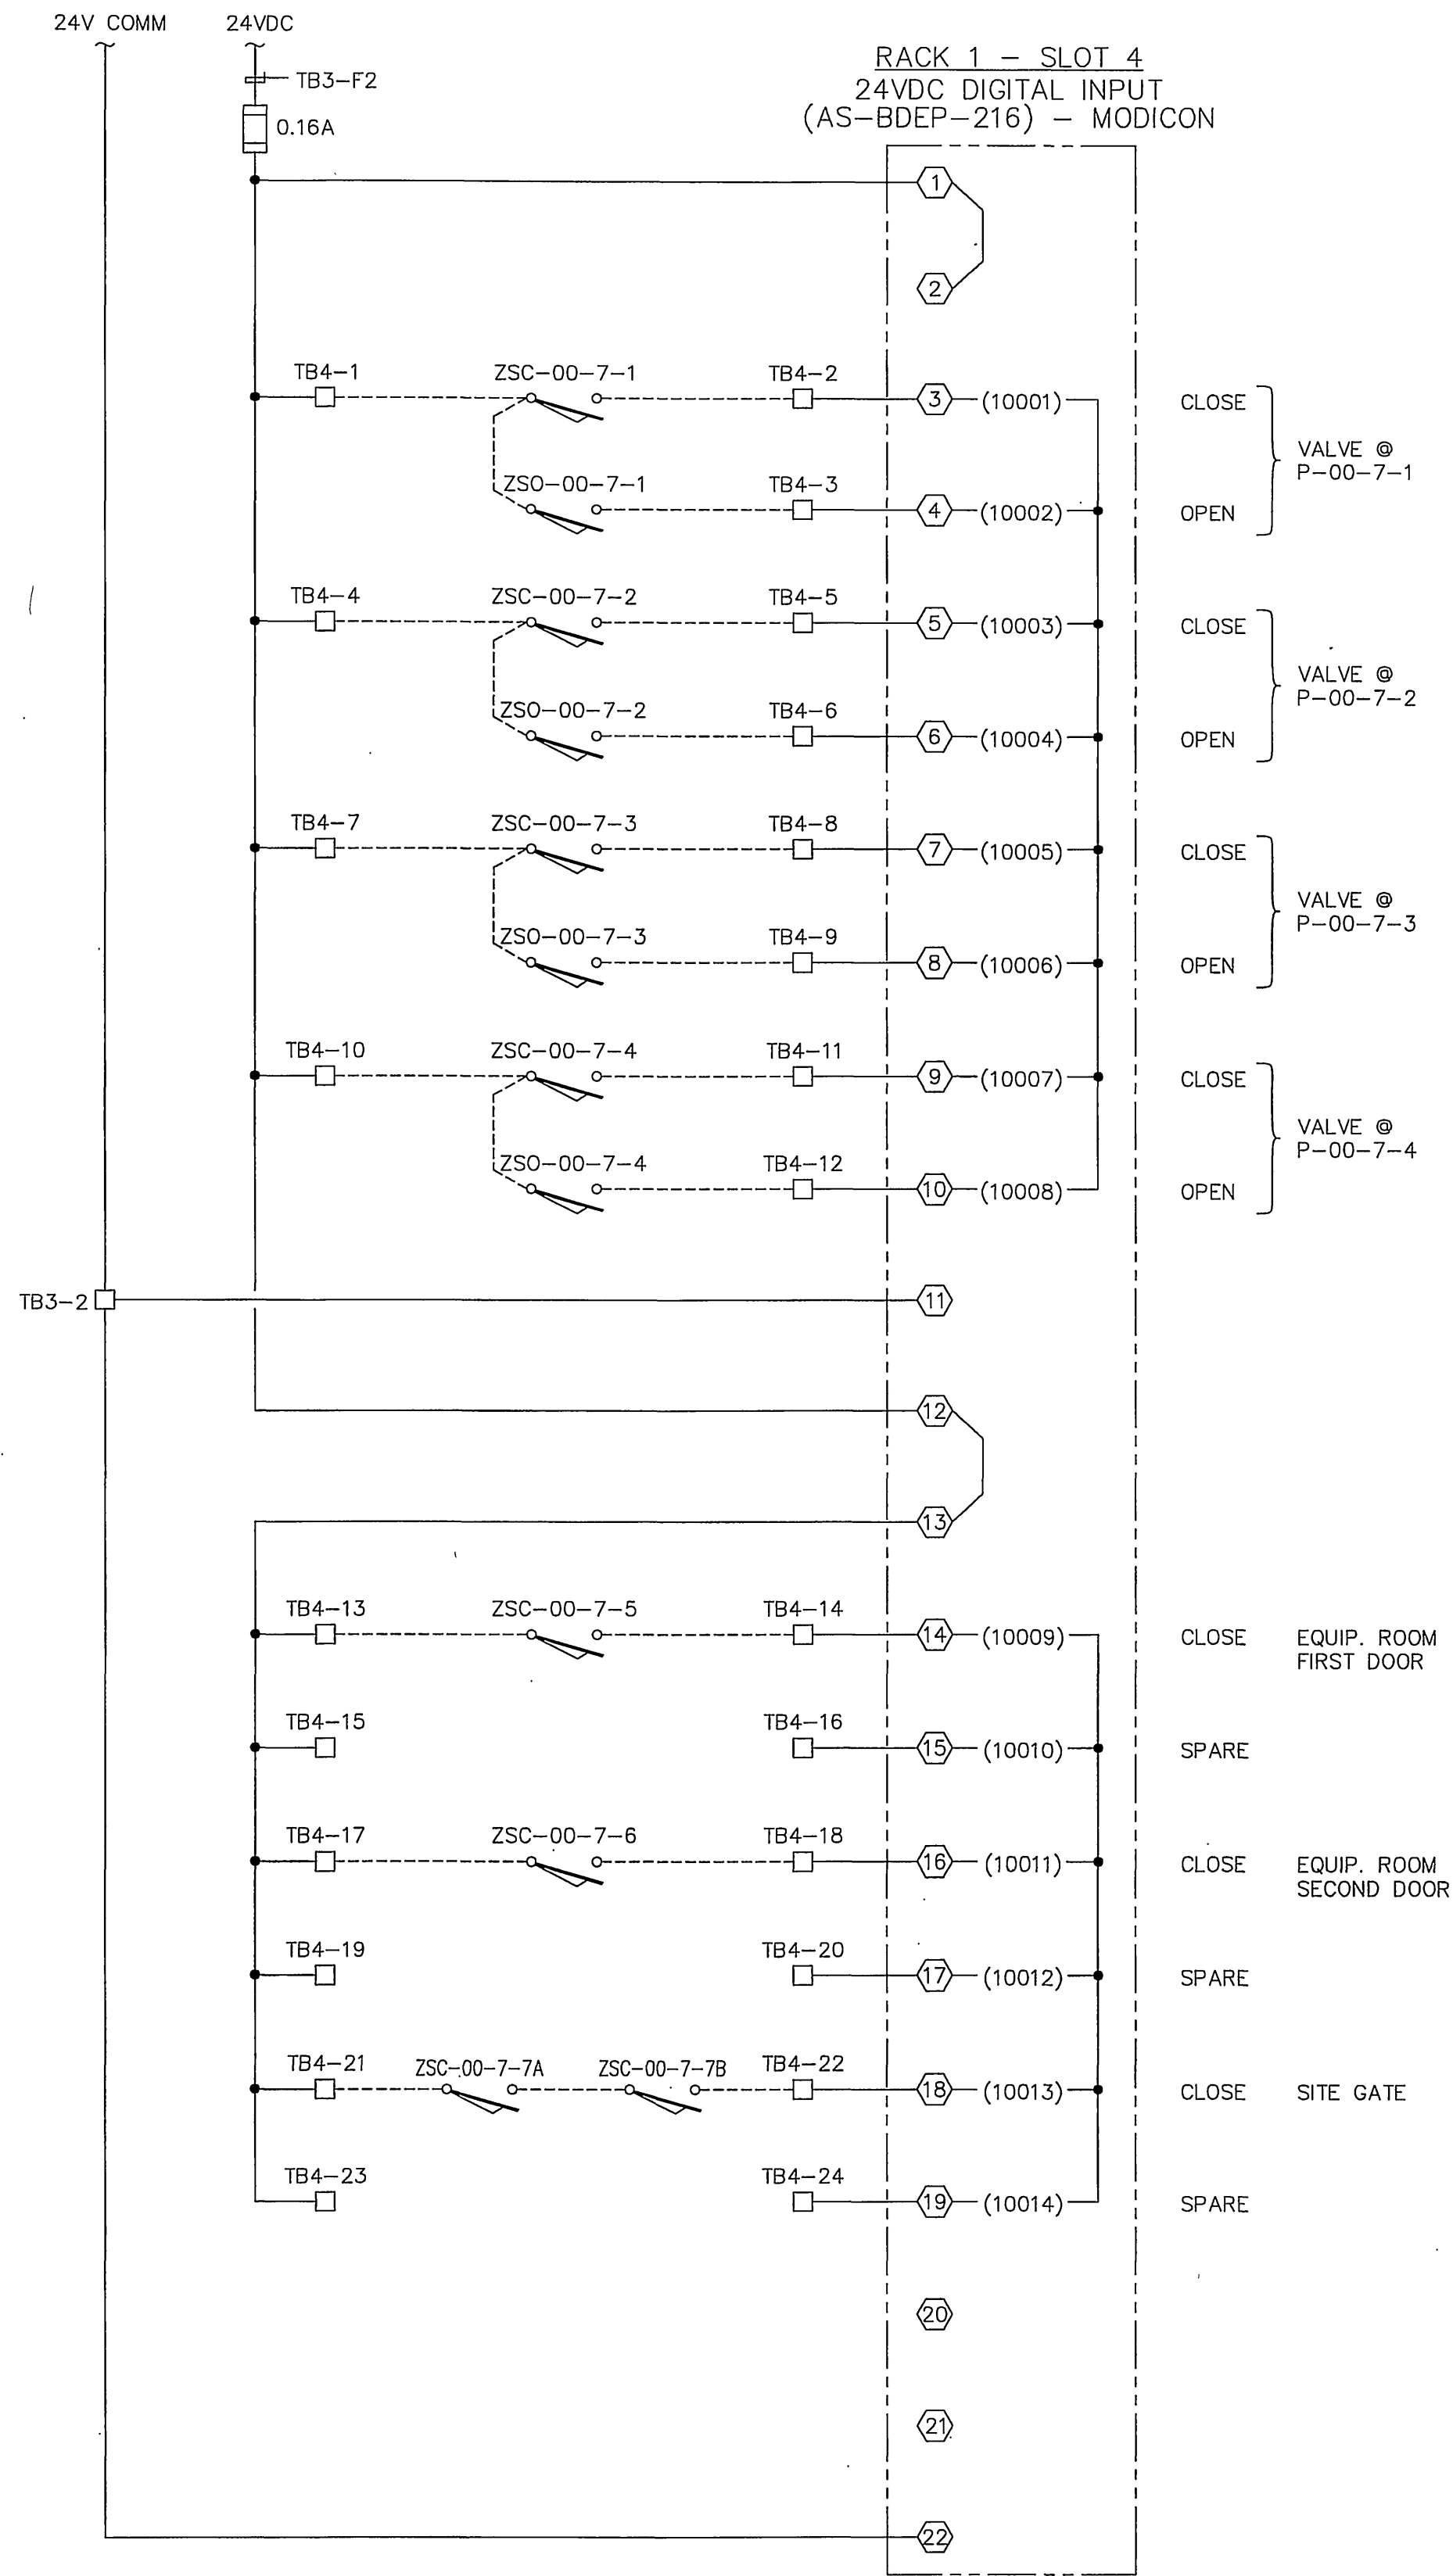 24V COMM
24VDC
TB3-F2
0.16A
RACK 1 - SLOT 4
24VDC DIGITAL INPUT
(AS-BDEP-216) - MODICON
1
2
TB4-1 ZSC-00-7-1 TB4-2 3 (10001) CLOSE
VALVE @
P-00-7-1
ZSO-00-7-1 TB4-3 4 (10002) OPEN
TB4-4 ZSC-00-7-2 TB4-5 5 (10003) CLOSE
VALVE @
P-00-7-2
ZSO-00-7-2 TB4-6 6 (10004) OPEN
TB4-7 ZSC-00-7-3 TB4-8 7 (10005) CLOSE
VALVE @
P-00-7-3
ZSO-00-7-3 TB4-9 8 (10006) OPEN
TB4-10 ZSC-00-7-4 TB4-11 9 (10007) CLOSE
VALVE @
P-00-7-4
ZSO-00-7-4 TB4-12 10 (10008) OPEN
TB3-2 11
12
13
TB4-13 ZSC-00-7-5 TB4-14 14 (10009) CLOSE EQUIP. ROOM
FIRST DOOR
TB4-15 TB4-16 15 (10010) SPARE
TB4-17 ZSC-00-7-6 TB4-18 16 (10011) CLOSE EQUIP. ROOM
SECOND DOOR
TB4-19 TB4-20 17 (10012) SPARE
TB4-21 ZSC-00-7-7A ZSC-00-7-7B TB4-22 18 (10013) CLOSE SITE GATE
TB4-23 TB4-24 19 (10014) SPARE
20
21
22